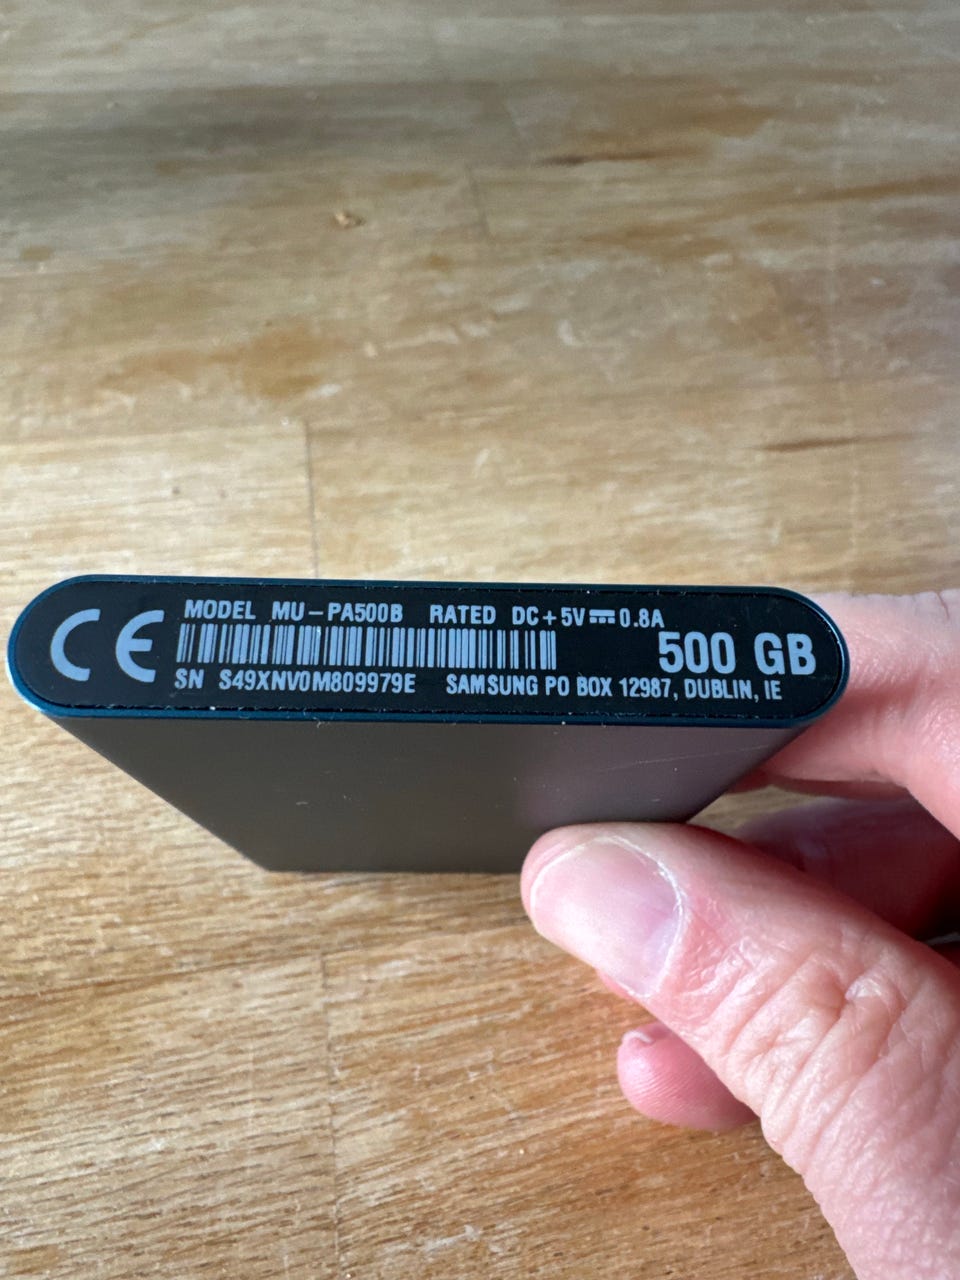 CE
MODEL MU-PA500B RATED DC+5V⎓0.8A
500 GB
SN S49XNV0M809979E SAMSUNG PO BOX 12987, DUBLIN, IE